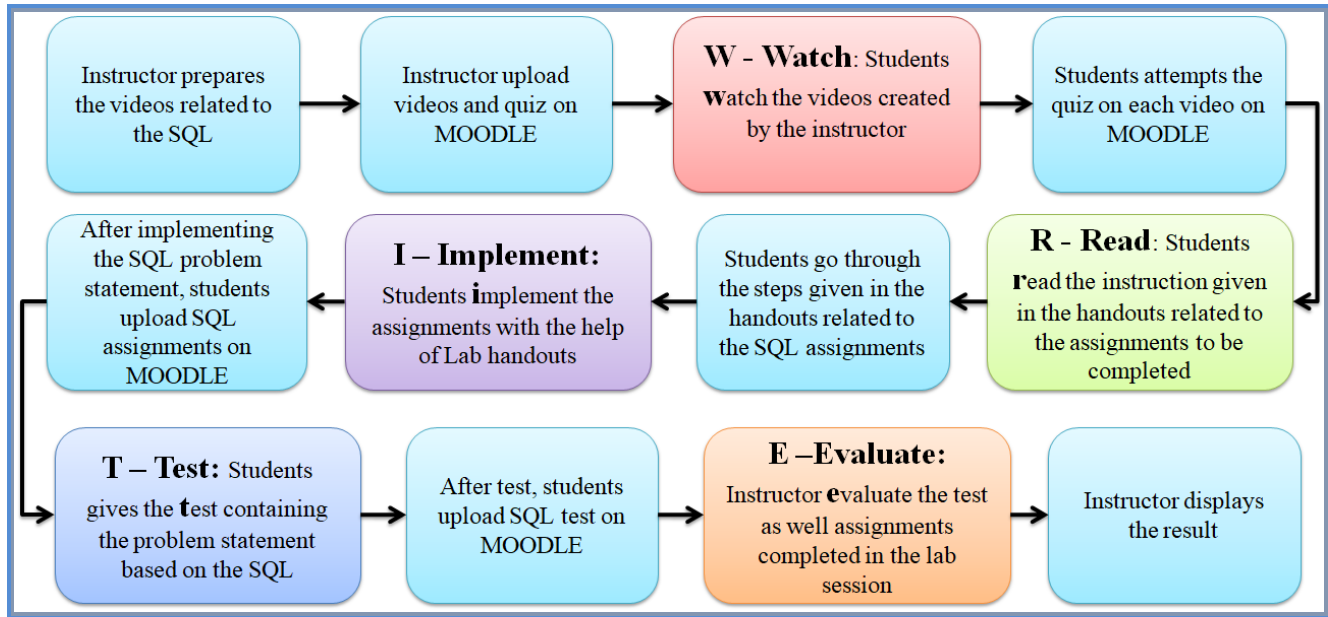 Instructor prepares
the videos related to
the SQL
Instructor upload
videos and quiz on
MOODLE
W - Watch: Students
watch the videos created
by the instructor
Students attempts the
quiz on each video on
MOODLE
R - Read: Students
read the instruction given
in the handouts related to
the assignments to be
completed
Students go through
the steps given in the
handouts related to
the SQL assignments
I – Implement:
Students implement the
assignments with the help
of Lab handouts
After implementing
the SQL problem
statement, students
upload SQL
assignments on
MOODLE
T – Test: Students
gives the test containing
the problem statement
based on the SQL
After test, students
upload SQL test on
MOODLE
E –Evaluate:
Instructor evaluate the test
as well assignments
completed in the lab
session
Instructor displays
the result